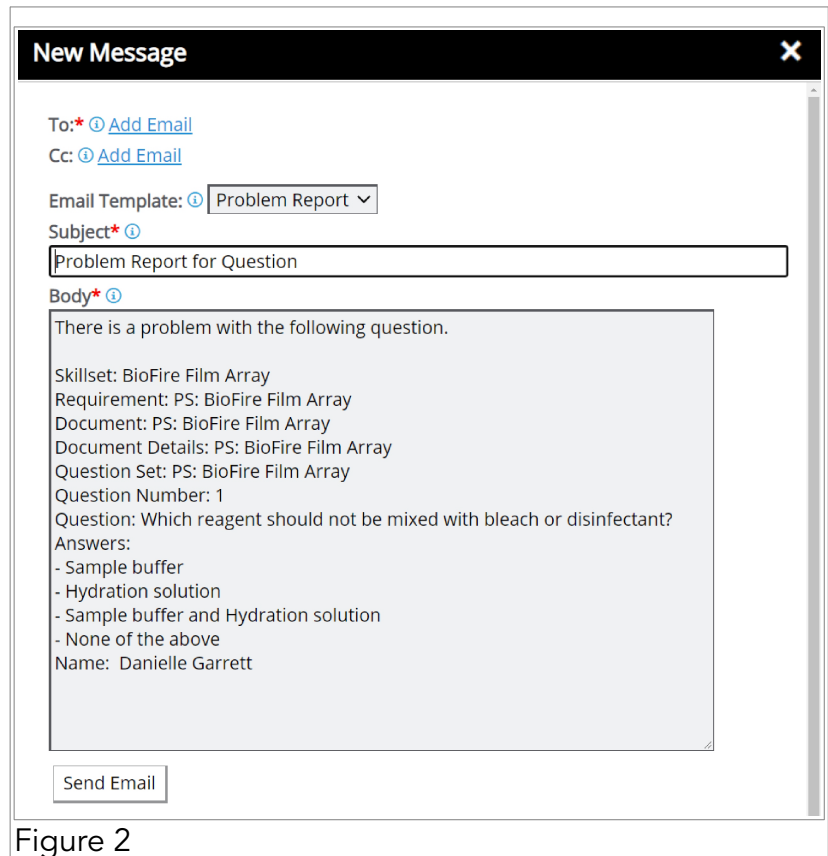 New Message
To:* Add Email
Cc: Add Email
Email Template: Problem Report
Subject*
Problem Report for Question
Body*
There is a problem with the following question.
Skillset: BioFire Film Array
Requirement: PS: BioFire Film Array
Document: PS: BioFire Film Array
Document Details: PS: BioFire Film Array
Question Set: PS: BioFire Film Array
Question Number: 1
Question: Which reagent should not be mixed with bleach or disinfectant?
Answers:
- Sample buffer
- Hydration solution
- Sample buffer and Hydration solution
- None of the above
Name:  Danielle Garrett
Send Email
Figure 2